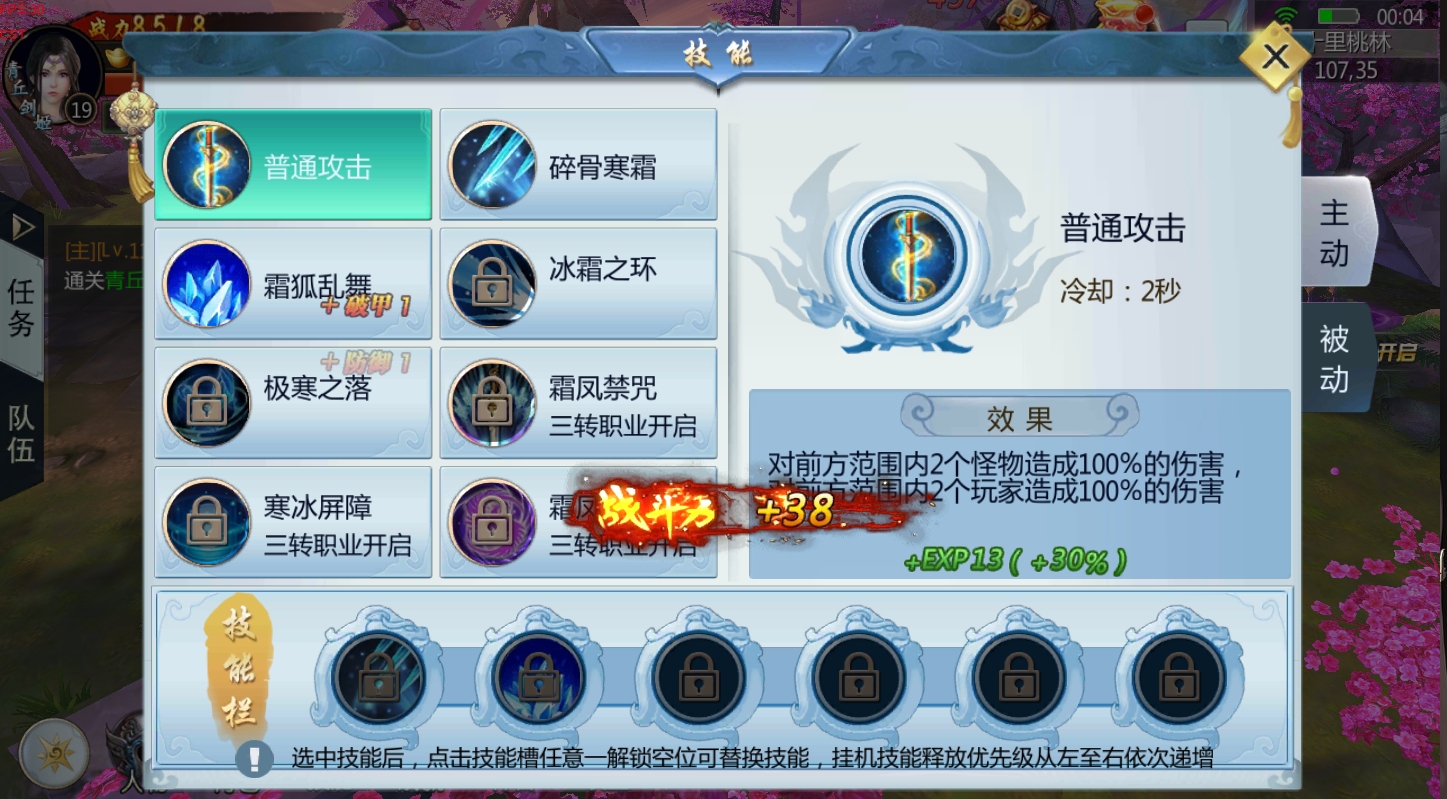 战力8518
技能
00:04
十里桃林
107,35
青丘剑姬
19
普通攻击
碎骨寒霜
霜狐乱舞
+破甲1
冰霜之环
+防御1
极寒之落
霜凤禁咒
三转职业开启
寒冰屏障
三转职业开启
三转职业开启
战斗力 +38
普通攻击
冷却：2秒
效果
对前方范围内2个怪物造成100%的伤害，
对前方范围内2个玩家造成100%的伤害
+EXP13(+30%)
主动
被动
开启
任务
队伍
[主][Lv.1
通关青丘
技能栏
选中技能后，点击技能槽任意一解锁空位可替换技能，挂机技能释放优先级从左至右依次递增